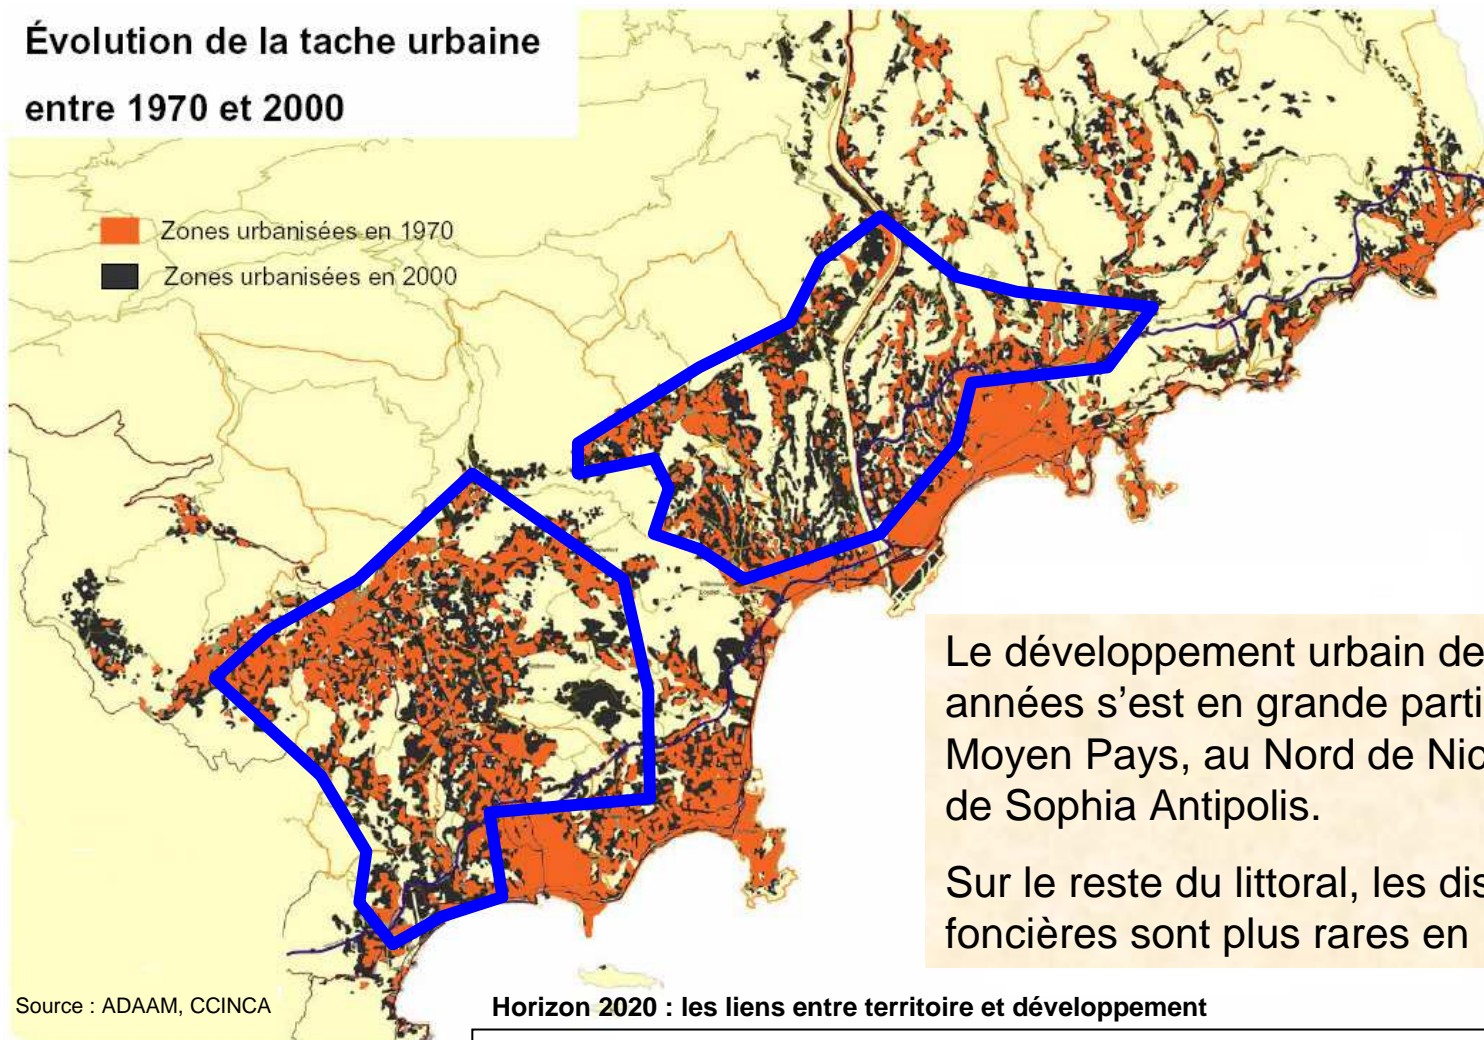 Évolution de la tache urbaine
entre 1970 et 2000
Zones urbanisées en 1970
Zones urbanisées en 2000
Le développement urbain de
années s’est en grande parti
Moyen Pays, au Nord de Nic
de Sophia Antipolis.
Sur le reste du littoral, les dis
foncières sont plus rares en
Source : ADAAM, CCINCA
Horizon 2020 : les liens entre territoire et développement